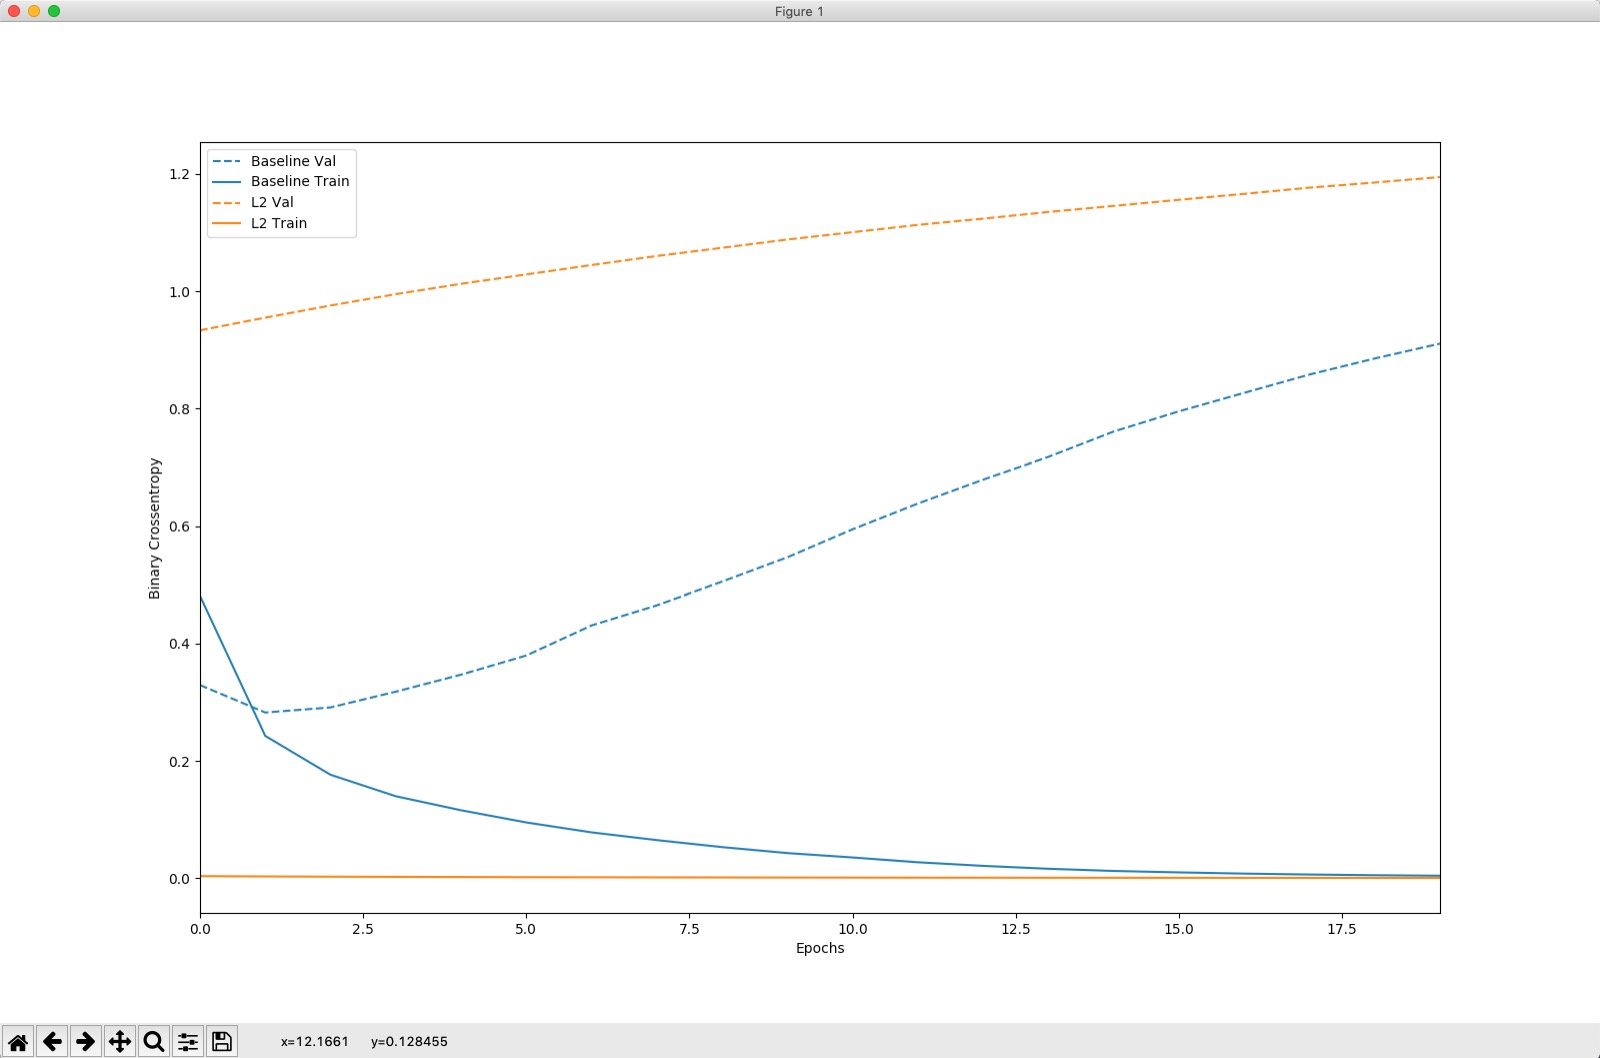 Figure 1
Baseline Val
Baseline Train
L2 Val
L2 Train
1.2
1.0
0.8
0.6
0.4
0.2
0.0
Binary Crossentropy
0.0 2.5 5.0 7.5 10.0 12.5 15.0 17.5
Epochs
x=12.1661 y=0.128455